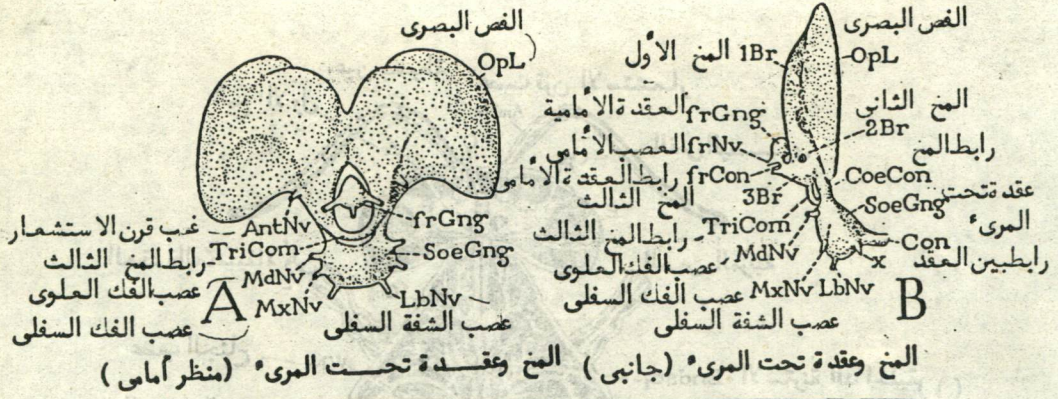 الفص البصرى
OpL
frGng
غب قرن الاستشعار AntNv
رابط المخ الثالث TriCom
SoeGng
عصب الفك العلوى MdNv
A
MxNv
عصب الفك السفلى
LbNv
عصب الشفة السفلى
المخ وعقدة تحت المرىء (منظر أمامى)
الفص البصرى
OpL
المخ الأول 1Br
المخ الثانى
2Br
العقدة الأمامية frGng
العصب الأمامى frNv
رابط المخ
CoeCon
رابط العقدة الأمامى frCon
المخ الثالث 3Br
عقدة تحت
SoeGng
المرىء
رابط المخ الثالث TriCom
Con
رابط بين العقد
x
عصب الفك العلوى MdNv
عصب الفك السفلى MxNv LbNv
B
عصب الشفة السفلى
المخ وعقدة تحت المرىء (جانبى)